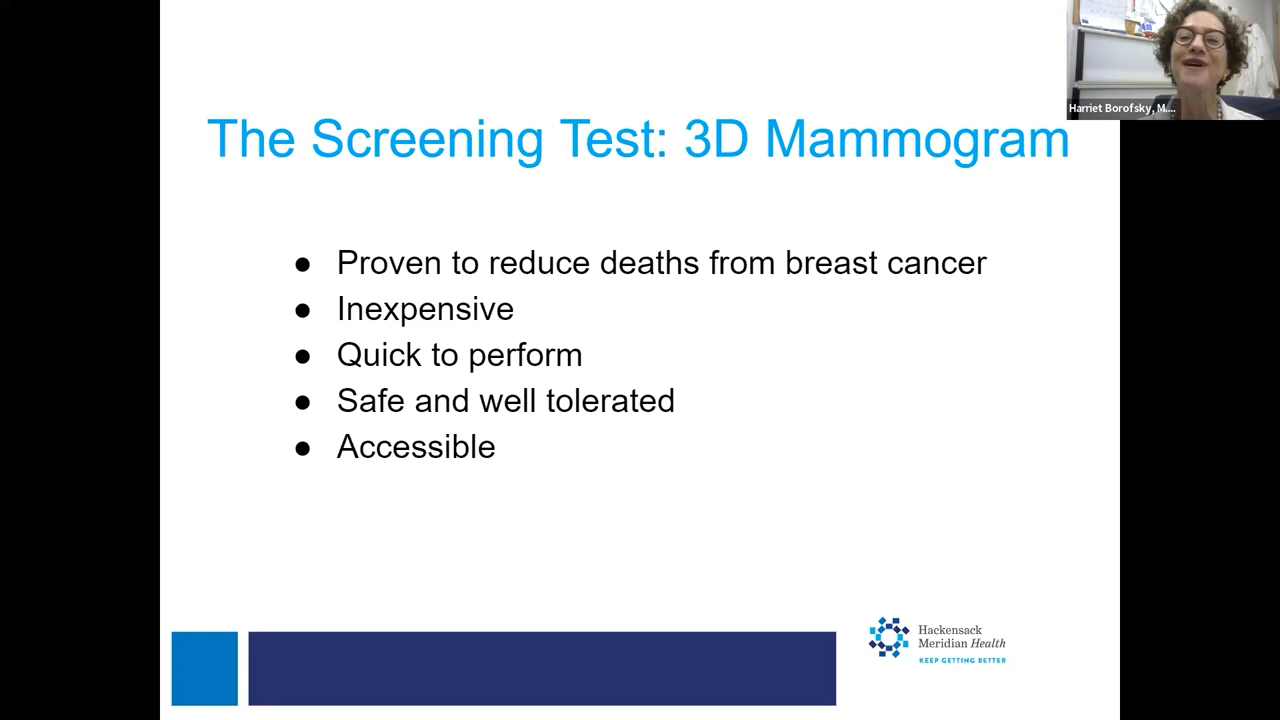 Harriet Borofsky, M....
The Screening Test: 3D Mammogram
● Proven to reduce deaths from breast cancer
● Inexpensive
● Quick to perform
● Safe and well tolerated
● Accessible
Hackensack
Meridian Health
KEEP GETTING BETTER